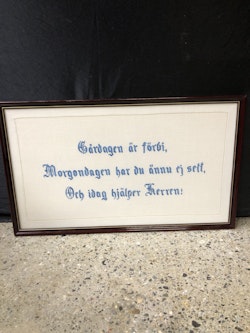 Gårdagen är förbi,
Morgondagen har du ännu ej sett,
Och idag hjälper Herren!